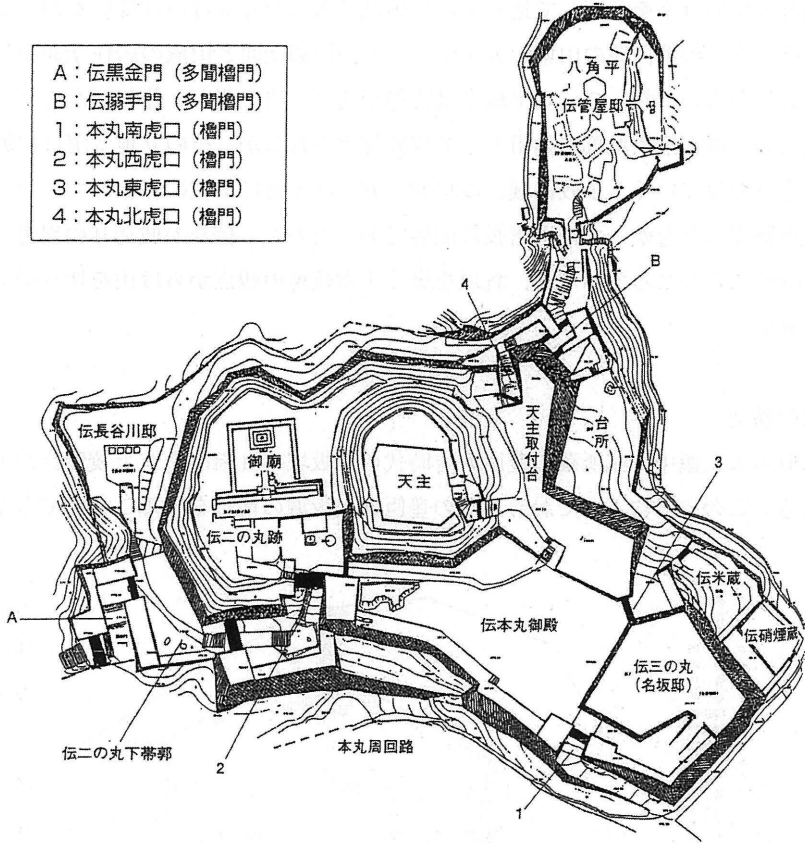 A：伝黒金門（多聞櫓門）
B：伝搦手門（多聞櫓門）
1：本丸南虎口（櫓門）
2：本丸西虎口（櫓門）
3：本丸東虎口（櫓門）
4：本丸北虎口（櫓門）
八角平
伝菅屋邸
B
4
伝長谷川邸
御廟
天主
天主取付台
台所
3
伝二の丸跡
伝米蔵
A
伝本丸御殿
伝硝煙蔵
伝三の丸
（名坂邸）
伝二の丸下帯郭
2
本丸周回路
1